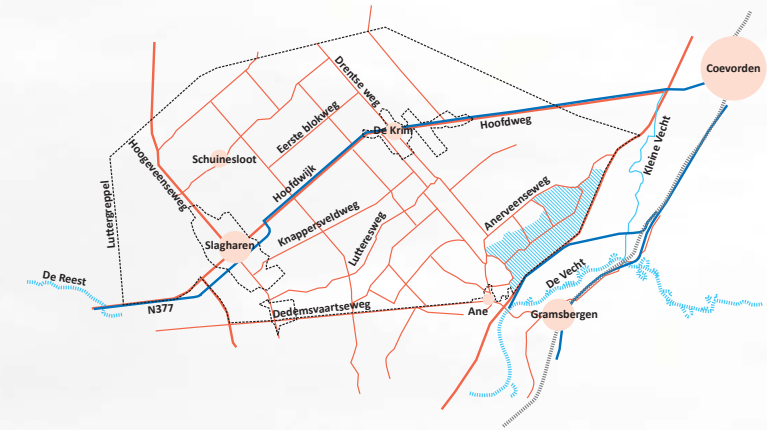 Coevorden
Drentse weg
De Krim
Hoofdweg
Eerste blokweg
Schuinesloot
Hoogeveenseweg
Hoofdwijk
Kleine Vecht
Luttergreppel
Anerveenseweg
Knappersveldweg
Lutteresweg
Slagharen
De Reest
De Vecht
N377
Dedemsvaartseweg
Ane
Gramsbergen